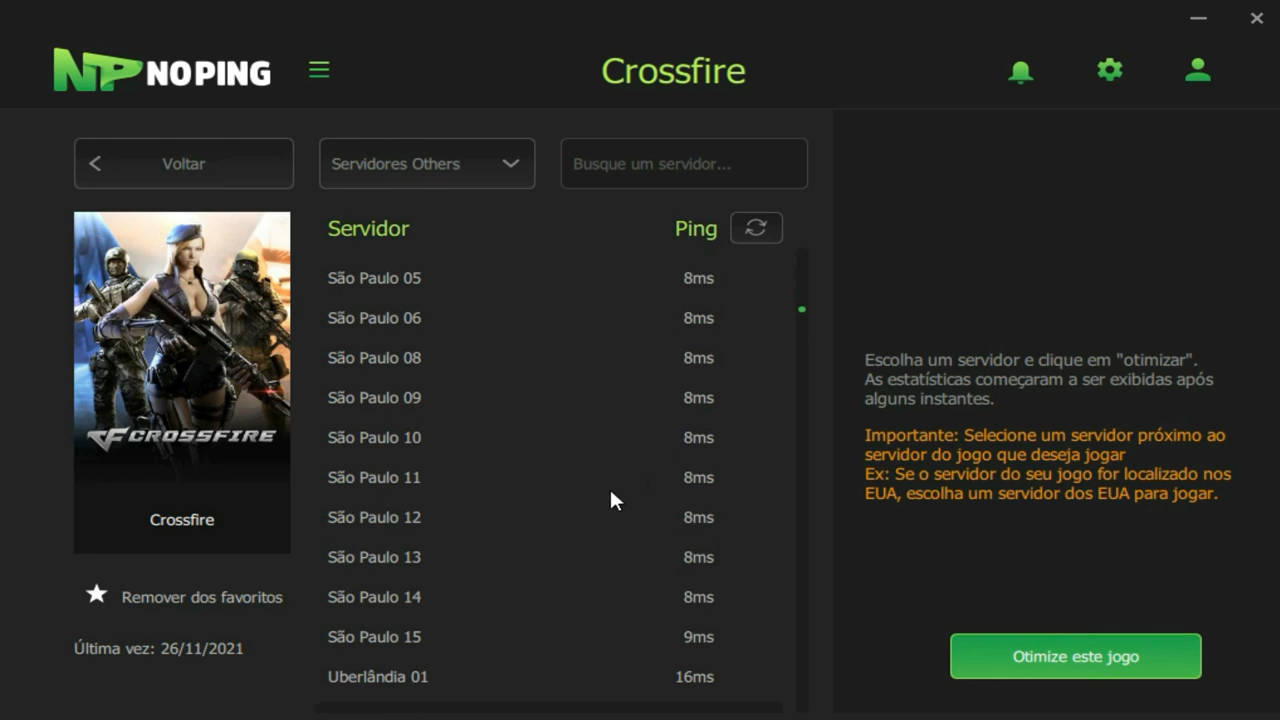 NP NOPING
Crossfire
Voltar
Servidores Others
Busque um servidor...
Servidor Ping
São Paulo 05 8ms
São Paulo 06 8ms
São Paulo 08 8ms
São Paulo 09 8ms
São Paulo 10 8ms
São Paulo 11 8ms
São Paulo 12 8ms
São Paulo 13 8ms
São Paulo 14 8ms
São Paulo 15 9ms
Uberlândia 01 16ms
CF CROSSFIRE
Crossfire
Remover dos favoritos
Última vez: 26/11/2021
Escolha um servidor e clique em "otimizar".
As estatísticas começaram a ser exibidas após
alguns instantes.
Importante: Selecione um servidor próximo ao
servidor do jogo que deseja jogar
Ex: Se o servidor do seu jogo for localizado nos
EUA, escolha um servidor dos EUA para jogar.
Otimize este jogo